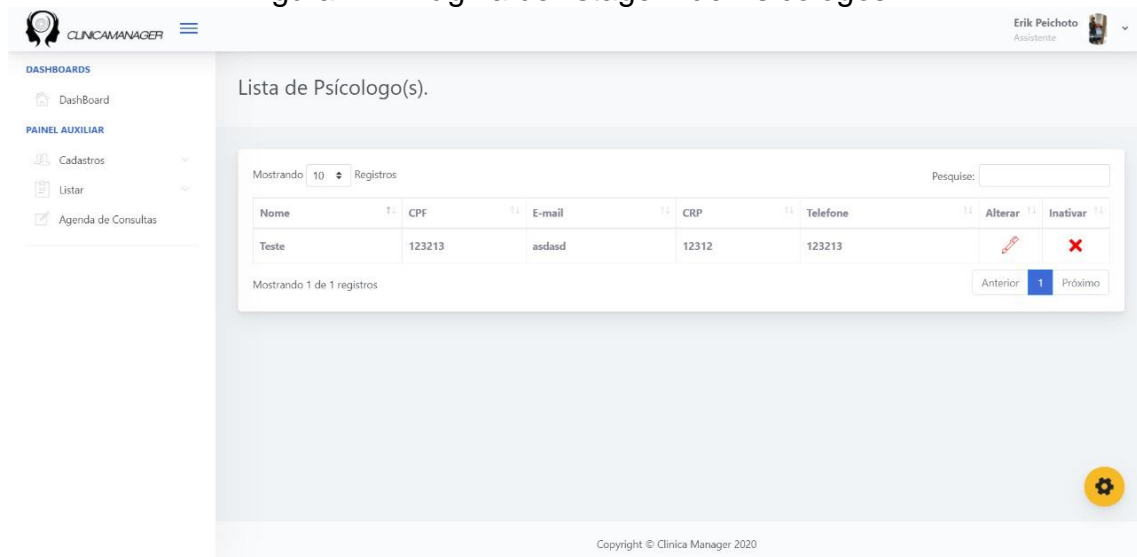 CLINICAMANAGER
Erik Peichoto
Assistente
DASHBOARDS
DashBoard
PAINEL AUXILIAR
Cadastros
Listar
Agenda de Consultas
Lista de Psícologo(s).
Mostrando 10 Registros
Pesquise:
Nome CPF E-mail CRP Telefone Alterar Inativar
Teste 123213 asdasd 12312 123213
Mostrando 1 de 1 registros
Anterior 1 Próximo
Copyright © Clinica Manager 2020